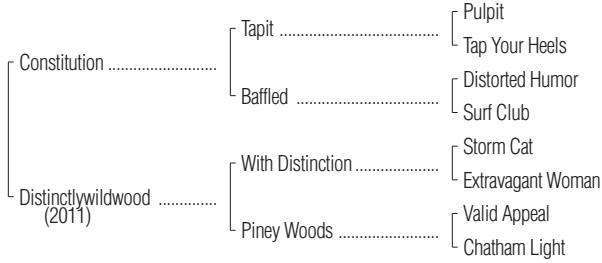 Pulpit
Tapit ............................
Tap Your Heels
Constitution ..........................
Distorted Humor
Baffled ..................................
Surf Club
Storm Cat
With Distinction ....................
Extravagant Woman
Distinctlywildwood ..............
(2011)
Valid Appeal
Piney Woods ........................
Chatham Light